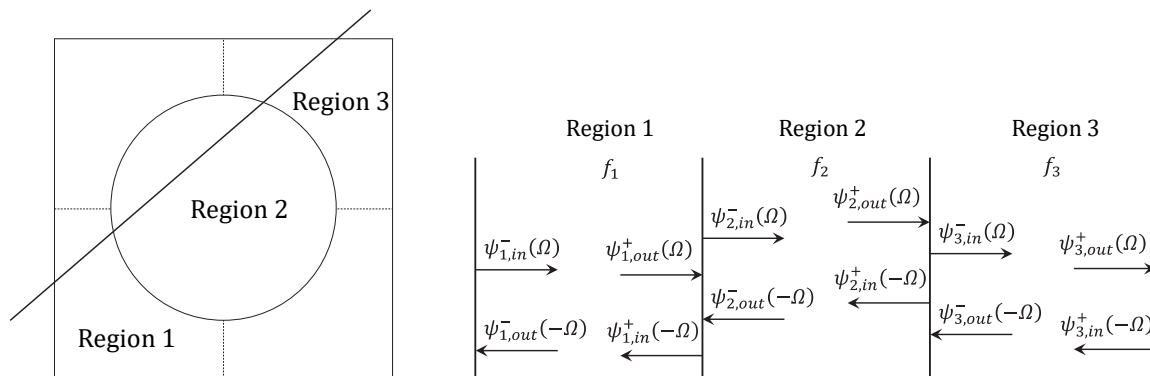 Region 3
Region 2
Region 1
Region 1 Region 2 Region 3
f₁ f₂ f₃
ψ⁺₂,out(Ω)
ψ⁻₂,in(Ω)
ψ⁻₃,in(Ω)
ψ⁻₁,in(Ω) ψ⁺₁,out(Ω) ψ⁺₃,out(Ω)
ψ⁺₂,in(−Ω)
ψ⁻₂,out(−Ω) ψ⁻₃,out(−Ω)
ψ⁻₁,out(−Ω) ψ⁺₁,in(−Ω) ψ⁺₃,in(−Ω)